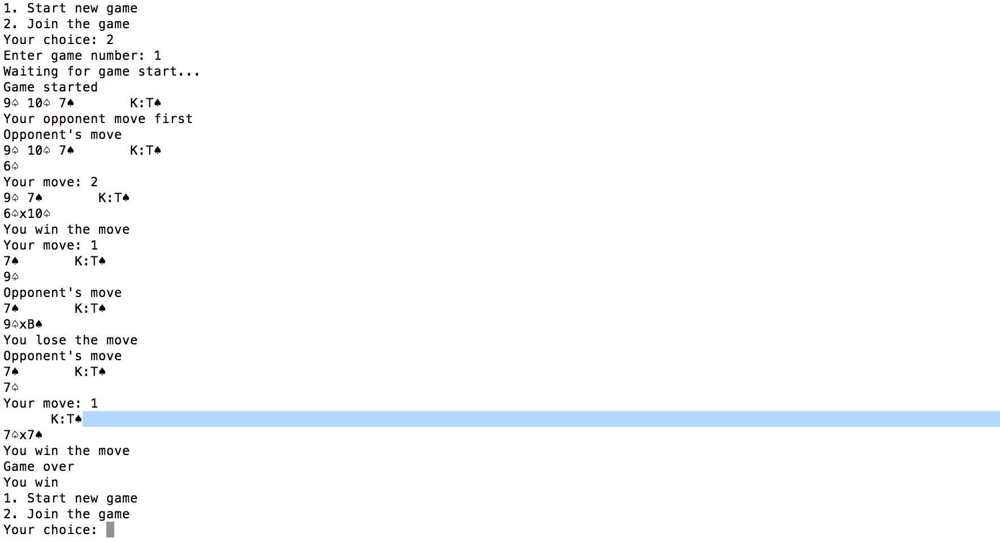 1. Start new game
2. Join the game
Your choice: 2
Enter game number: 1
Waiting for game start...
Game started
9♤ 10♤ 7♠       K:T♠
Your opponent move first
Opponent's move
9♤ 10♤ 7♠       K:T♠
6♤
Your move: 2
9♤ 7♠       K:T♠
6♤x10♤
You win the move
Your move: 1
7♠       K:T♠
9♤
Opponent's move
7♠       K:T♠
9♤xB♠
You lose the move
Opponent's move
7♠       K:T♠
7♤
Your move: 1
      K:T♠
7♤x7♠
You win the move
Game over
You win
1. Start new game
2. Join the game
Your choice: